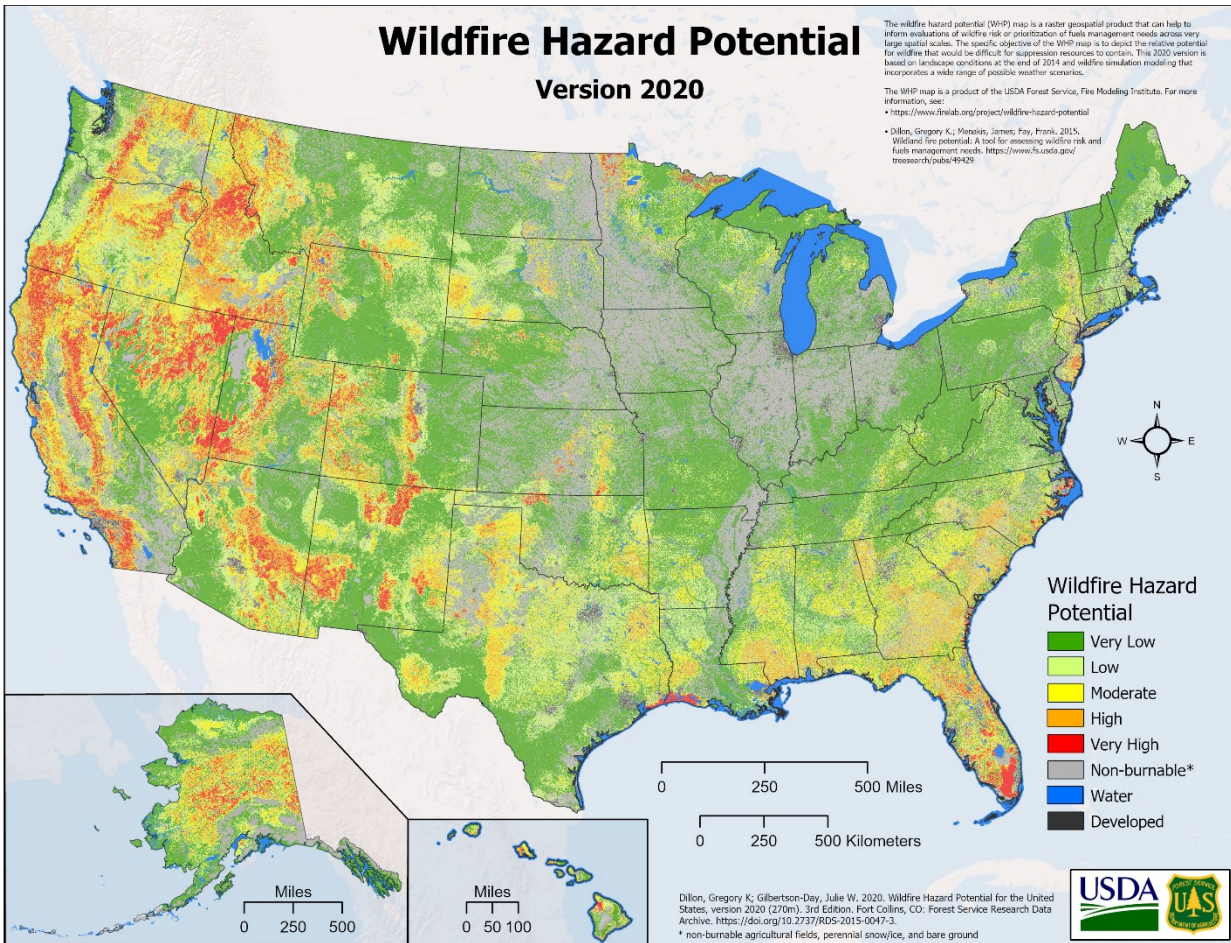 Wildfire Hazard Potential
Version 2020
The wildfire hazard potential (WHP) map is a raster geospatial product that can help to
inform evaluations of wildfire risk or prioritization of fuels management needs across very
large spatial scales. The specific objective of the WHP map is to depict the relative potential
for wildfire that would be difficult for suppression resources to contain. This 2020 version is
based on landscape conditions at the end of 2014 and wildfire simulation modeling that
incorporates a wide range of possible weather scenarios.
The WHP map is a product of the USDA Forest Service, Fire Modeling Institute. For more
information, see:
• https://www.firelab.org/project/wildfire-hazard-potential
• Dillon, Gregory K.; Menakis, James; Fay, Frank. 2015.
Wildland fire potential: A tool for assessing wildfire risk and
fuels management needs. https://www.fs.usda.gov/
treesearch/pubs/49429
N
W E
S
Wildfire Hazard
Potential
Very Low
Low
Moderate
High
Very High
Non-burnable*
Water
Developed
0 250 500 Miles
0 250 500 Kilometers
Miles
0 250 500
Miles
0 50 100
Dillon, Gregory K; Gilbertson-Day, Julie W. 2020. Wildfire Hazard Potential for the United
States, version 2020 (270m). 3rd Edition. Fort Collins, CO: Forest Service Research Data
Archive. https://doi.org/10.2737/RDS-2015-0047-3.
* non-burnable agricultural fields, perennial snow/ice, and bare ground
USDA
FOREST SERVICE
U S
DEPARTMENT OF AGRICULTURE